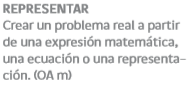 REPRESENTAR
Crear un problema real a partir
de una expresión matemática,
una ecuación o una representa-
ción. (OA m)